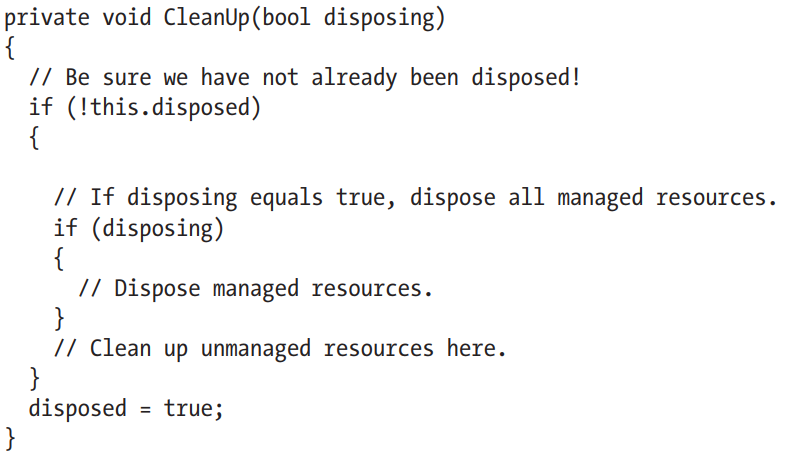 private void CleanUp(bool disposing)
{
  // Be sure we have not already been disposed!
  if (!this.disposed)
  {

    // If disposing equals true, dispose all managed resources.
    if (disposing)
    {
      // Dispose managed resources.
    }
    // Clean up unmanaged resources here.
  }
  disposed = true;
}